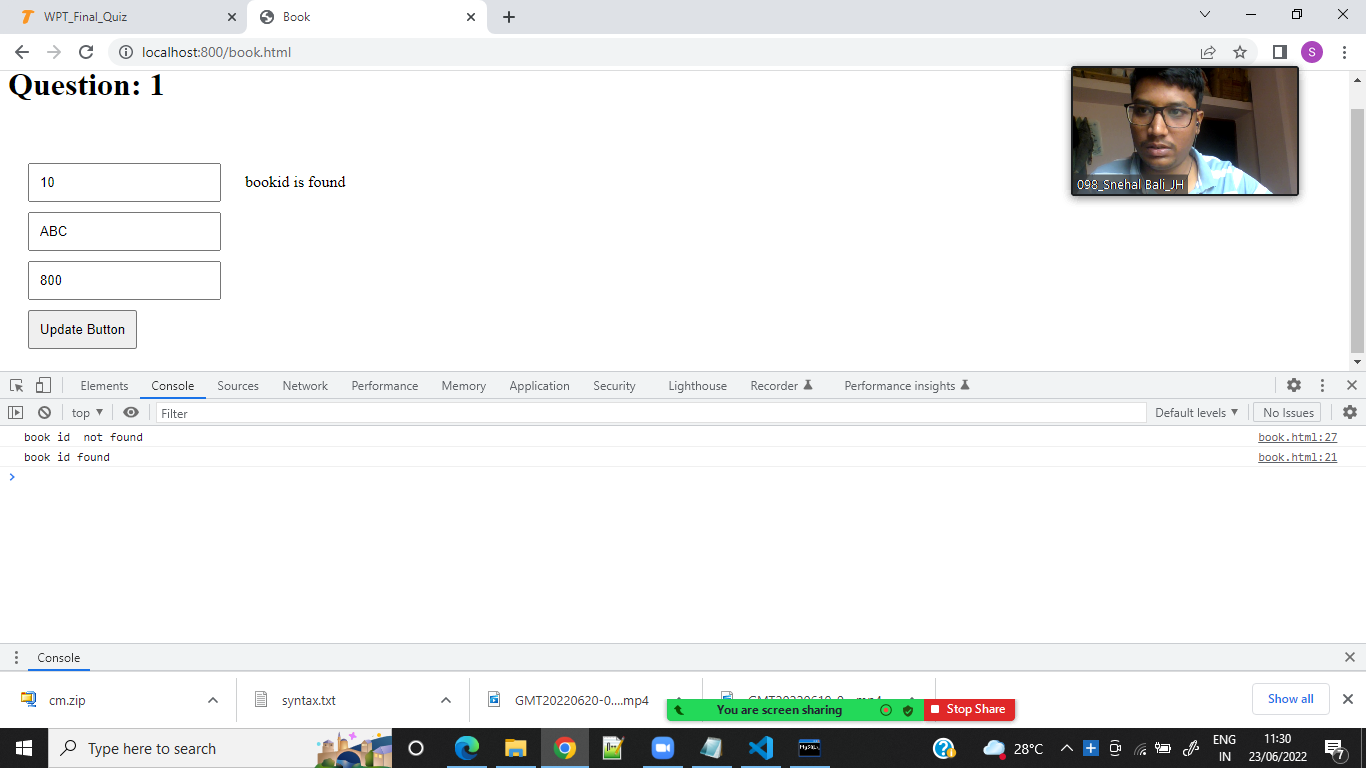 WPT_Final_Quiz
Book
localhost:800/book.html
S
Question: 1
098_Snehal Bali_JH
10
bookid is found
ABC
800
Update Button
Elements Console Sources Network Performance Memory Application Security Lighthouse Recorder Performance insights
top Filter Default levels No Issues
book id  not found book.html:27
book id found book.html:21
Console
cm.zip syntax.txt GMT20220620-0....mp4 Show all
You are screen sharing Stop Share
Type here to search
28°C
ENG
IN
11:30
23/06/2022
7